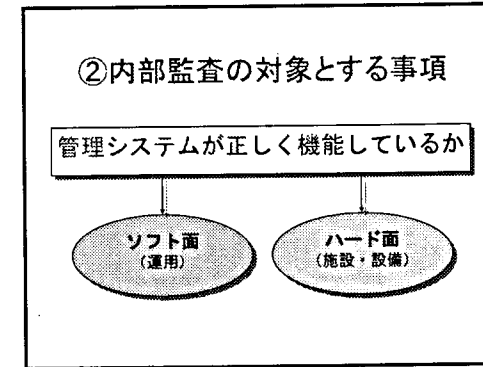 ②内部監査の対象とする事項
管理システムが正しく機能しているか
ソフト面
(運用)
ハード面
(施設・設備)